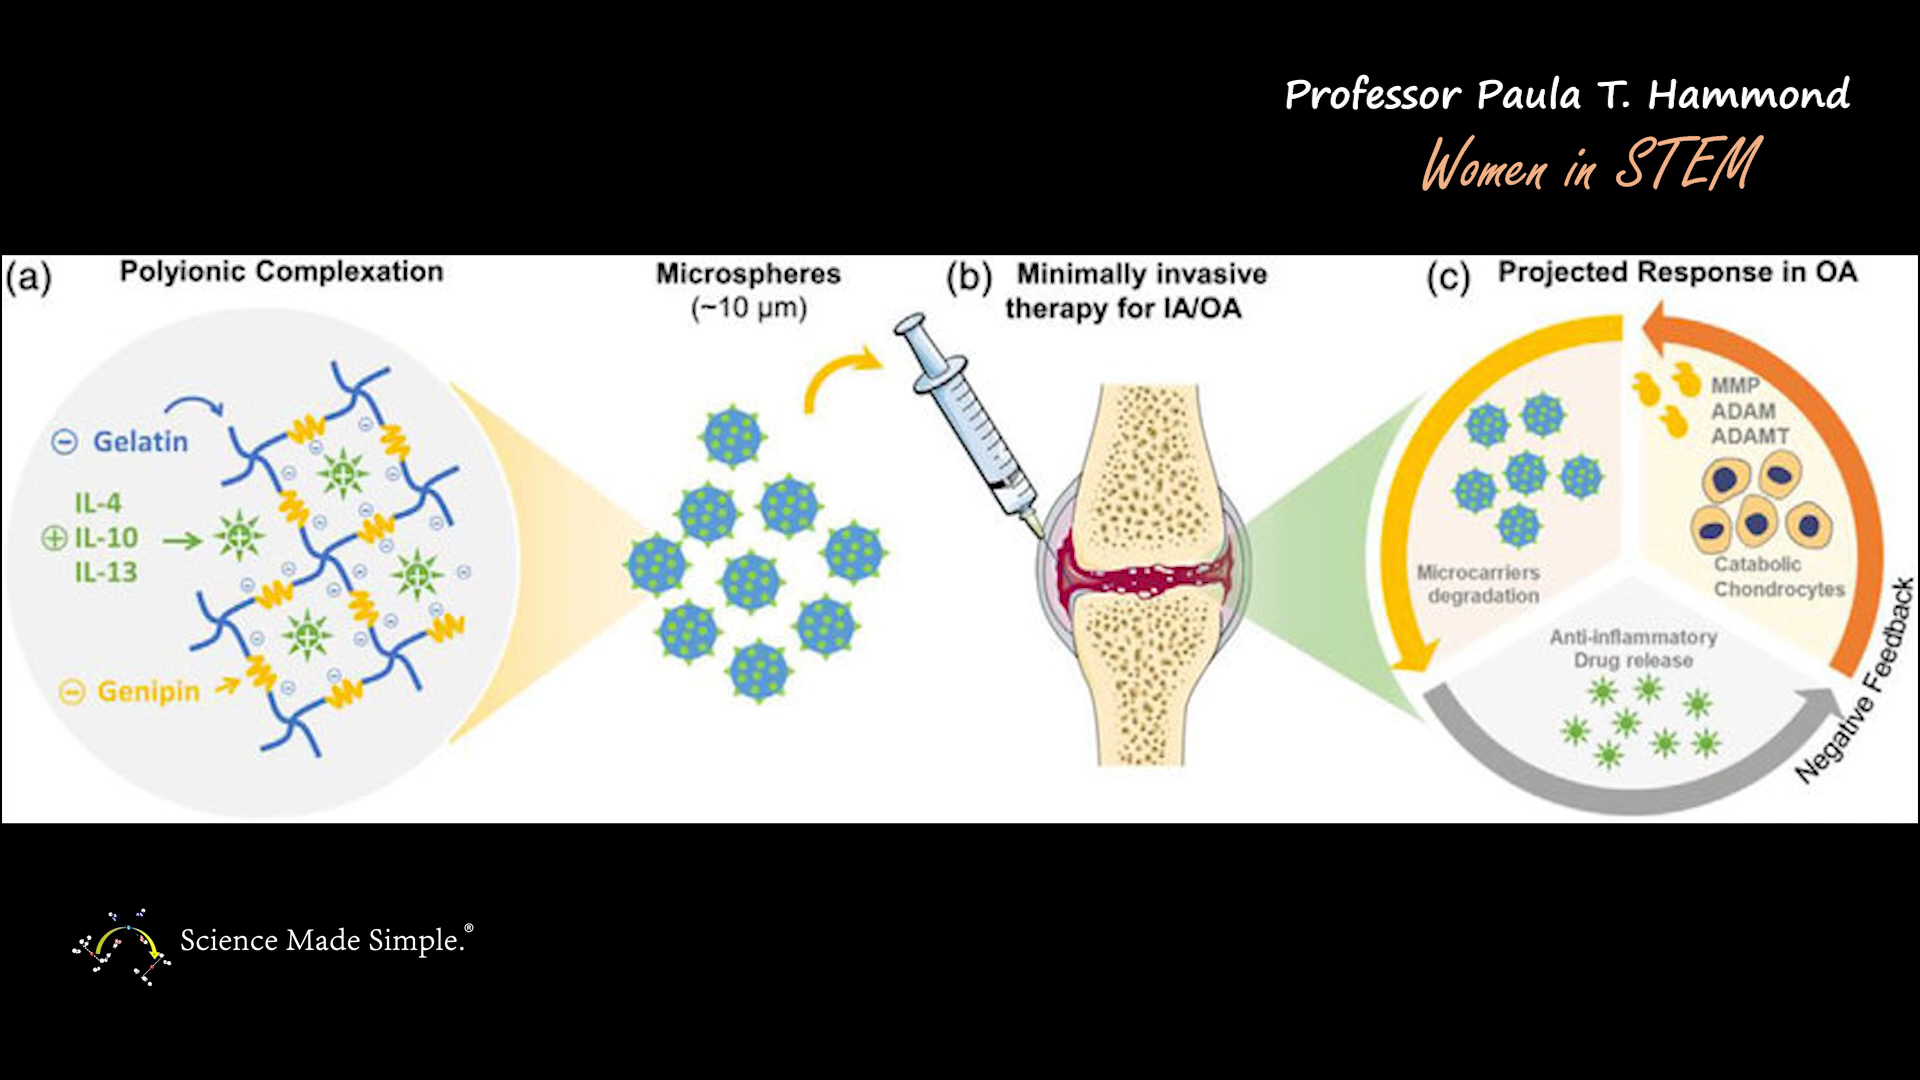 Professor Paula T. Hammond
Women in STEM
(a)
Polyionic Complexation
⊖ Gelatin
IL-4
⊕ IL-10
IL-13
⊖ Genipin
Microspheres
(~10 µm)
(b)
Minimally invasive
therapy for IA/OA
(c)
Projected Response in OA
MMP
ADAM
ADAMT
Catabolic
Chondrocytes
Microcarriers
degradation
Anti-inflammatory
Drug release
Negative Feedback
Science Made Simple.®